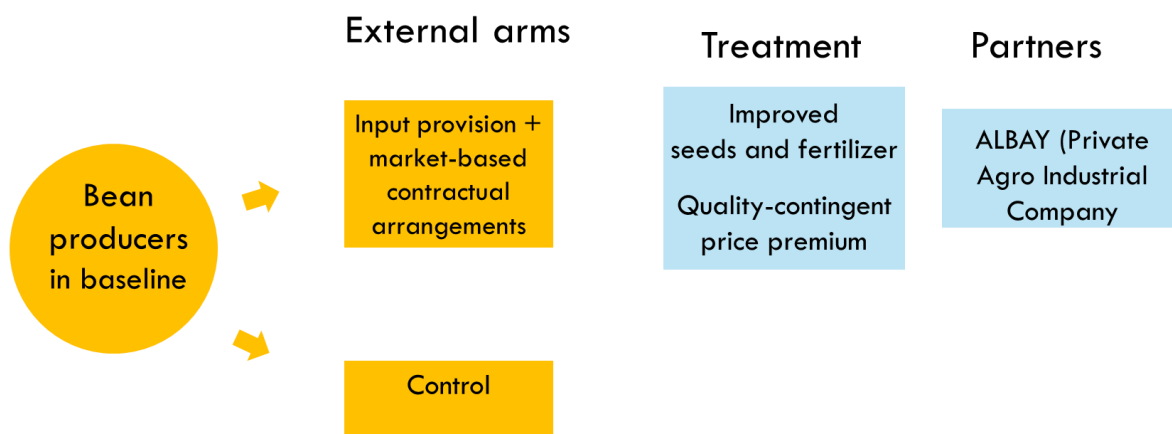 External arms
Treatment
Partners
Bean
producers
in baseline
Input provision +
market-based
contractual
arrangements
Improved
seeds and fertilizer
Quality-contingent
price premium
ALBAY (Private
Agro Industrial
Company
Control